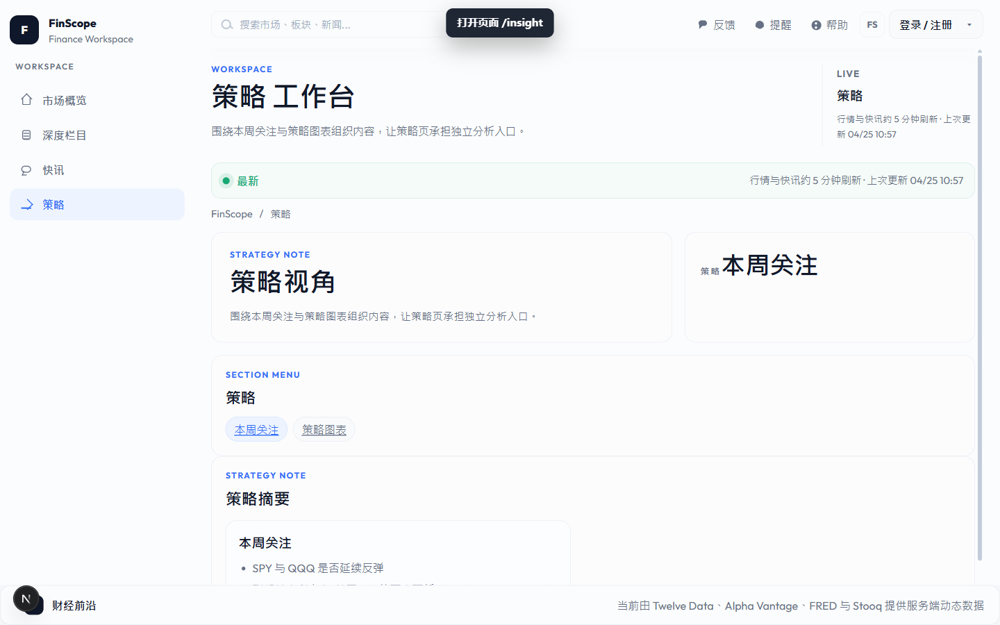 F
FinScope
Finance Workspace
搜索市场、板块、新闻...
打开页面 /insight
反馈
提醒
帮助
FS
登录 / 注册
WORKSPACE
市场概览
深度栏目
快讯
策略
WORKSPACE
策略 工作台
围绕本周关注与策略图表组织内容，让策略页承担独立分析入口。
LIVE
策略
行情与快讯约 5 分钟刷新 · 上次更
新 04/25 10:57
最新
行情与快讯约 5 分钟刷新 · 上次更新 04/25 10:57
FinScope / 策略
STRATEGY NOTE
策略视角
围绕本周关注与策略图表组织内容，让策略页承担独立分析入口。
策略 本周关注
SECTION MENU
策略
本周关注
策略图表
STRATEGY NOTE
策略摘要
本周关注
SPY 与 QQQ 是否延续反弹
N
财经前沿
当前由 Twelve Data、Alpha Vantage、FRED 与 Stooq 提供服务端动态数据